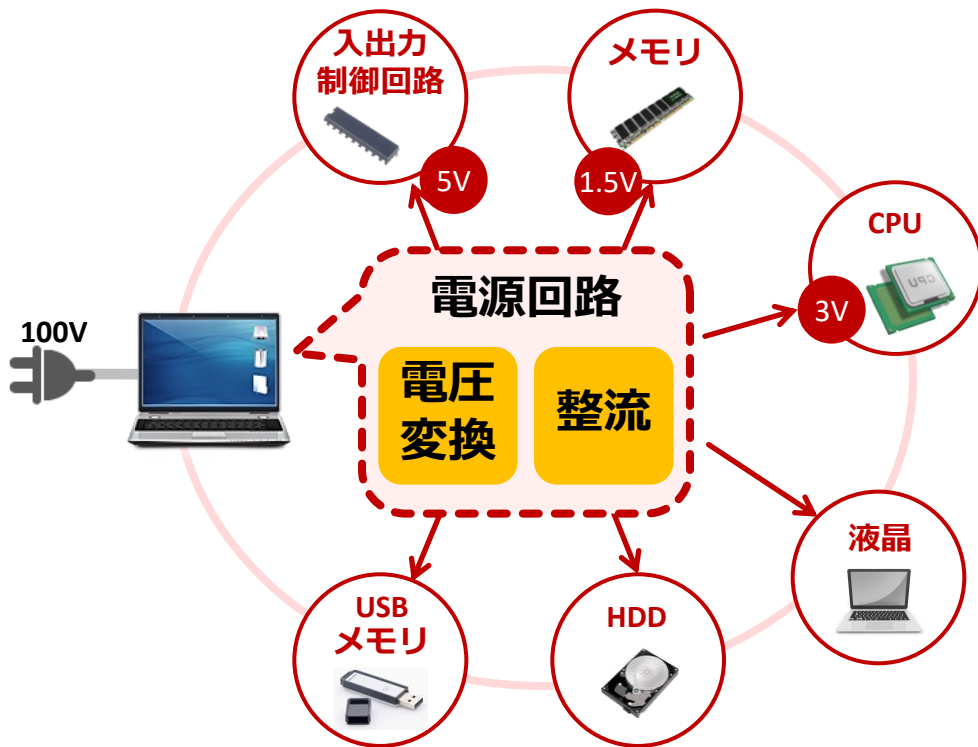 入出力
制御回路
5V
メモリ
1.5V
CPU
3V
100V
電源回路
電圧
変換
整流
液晶
USB
メモリ
HDD